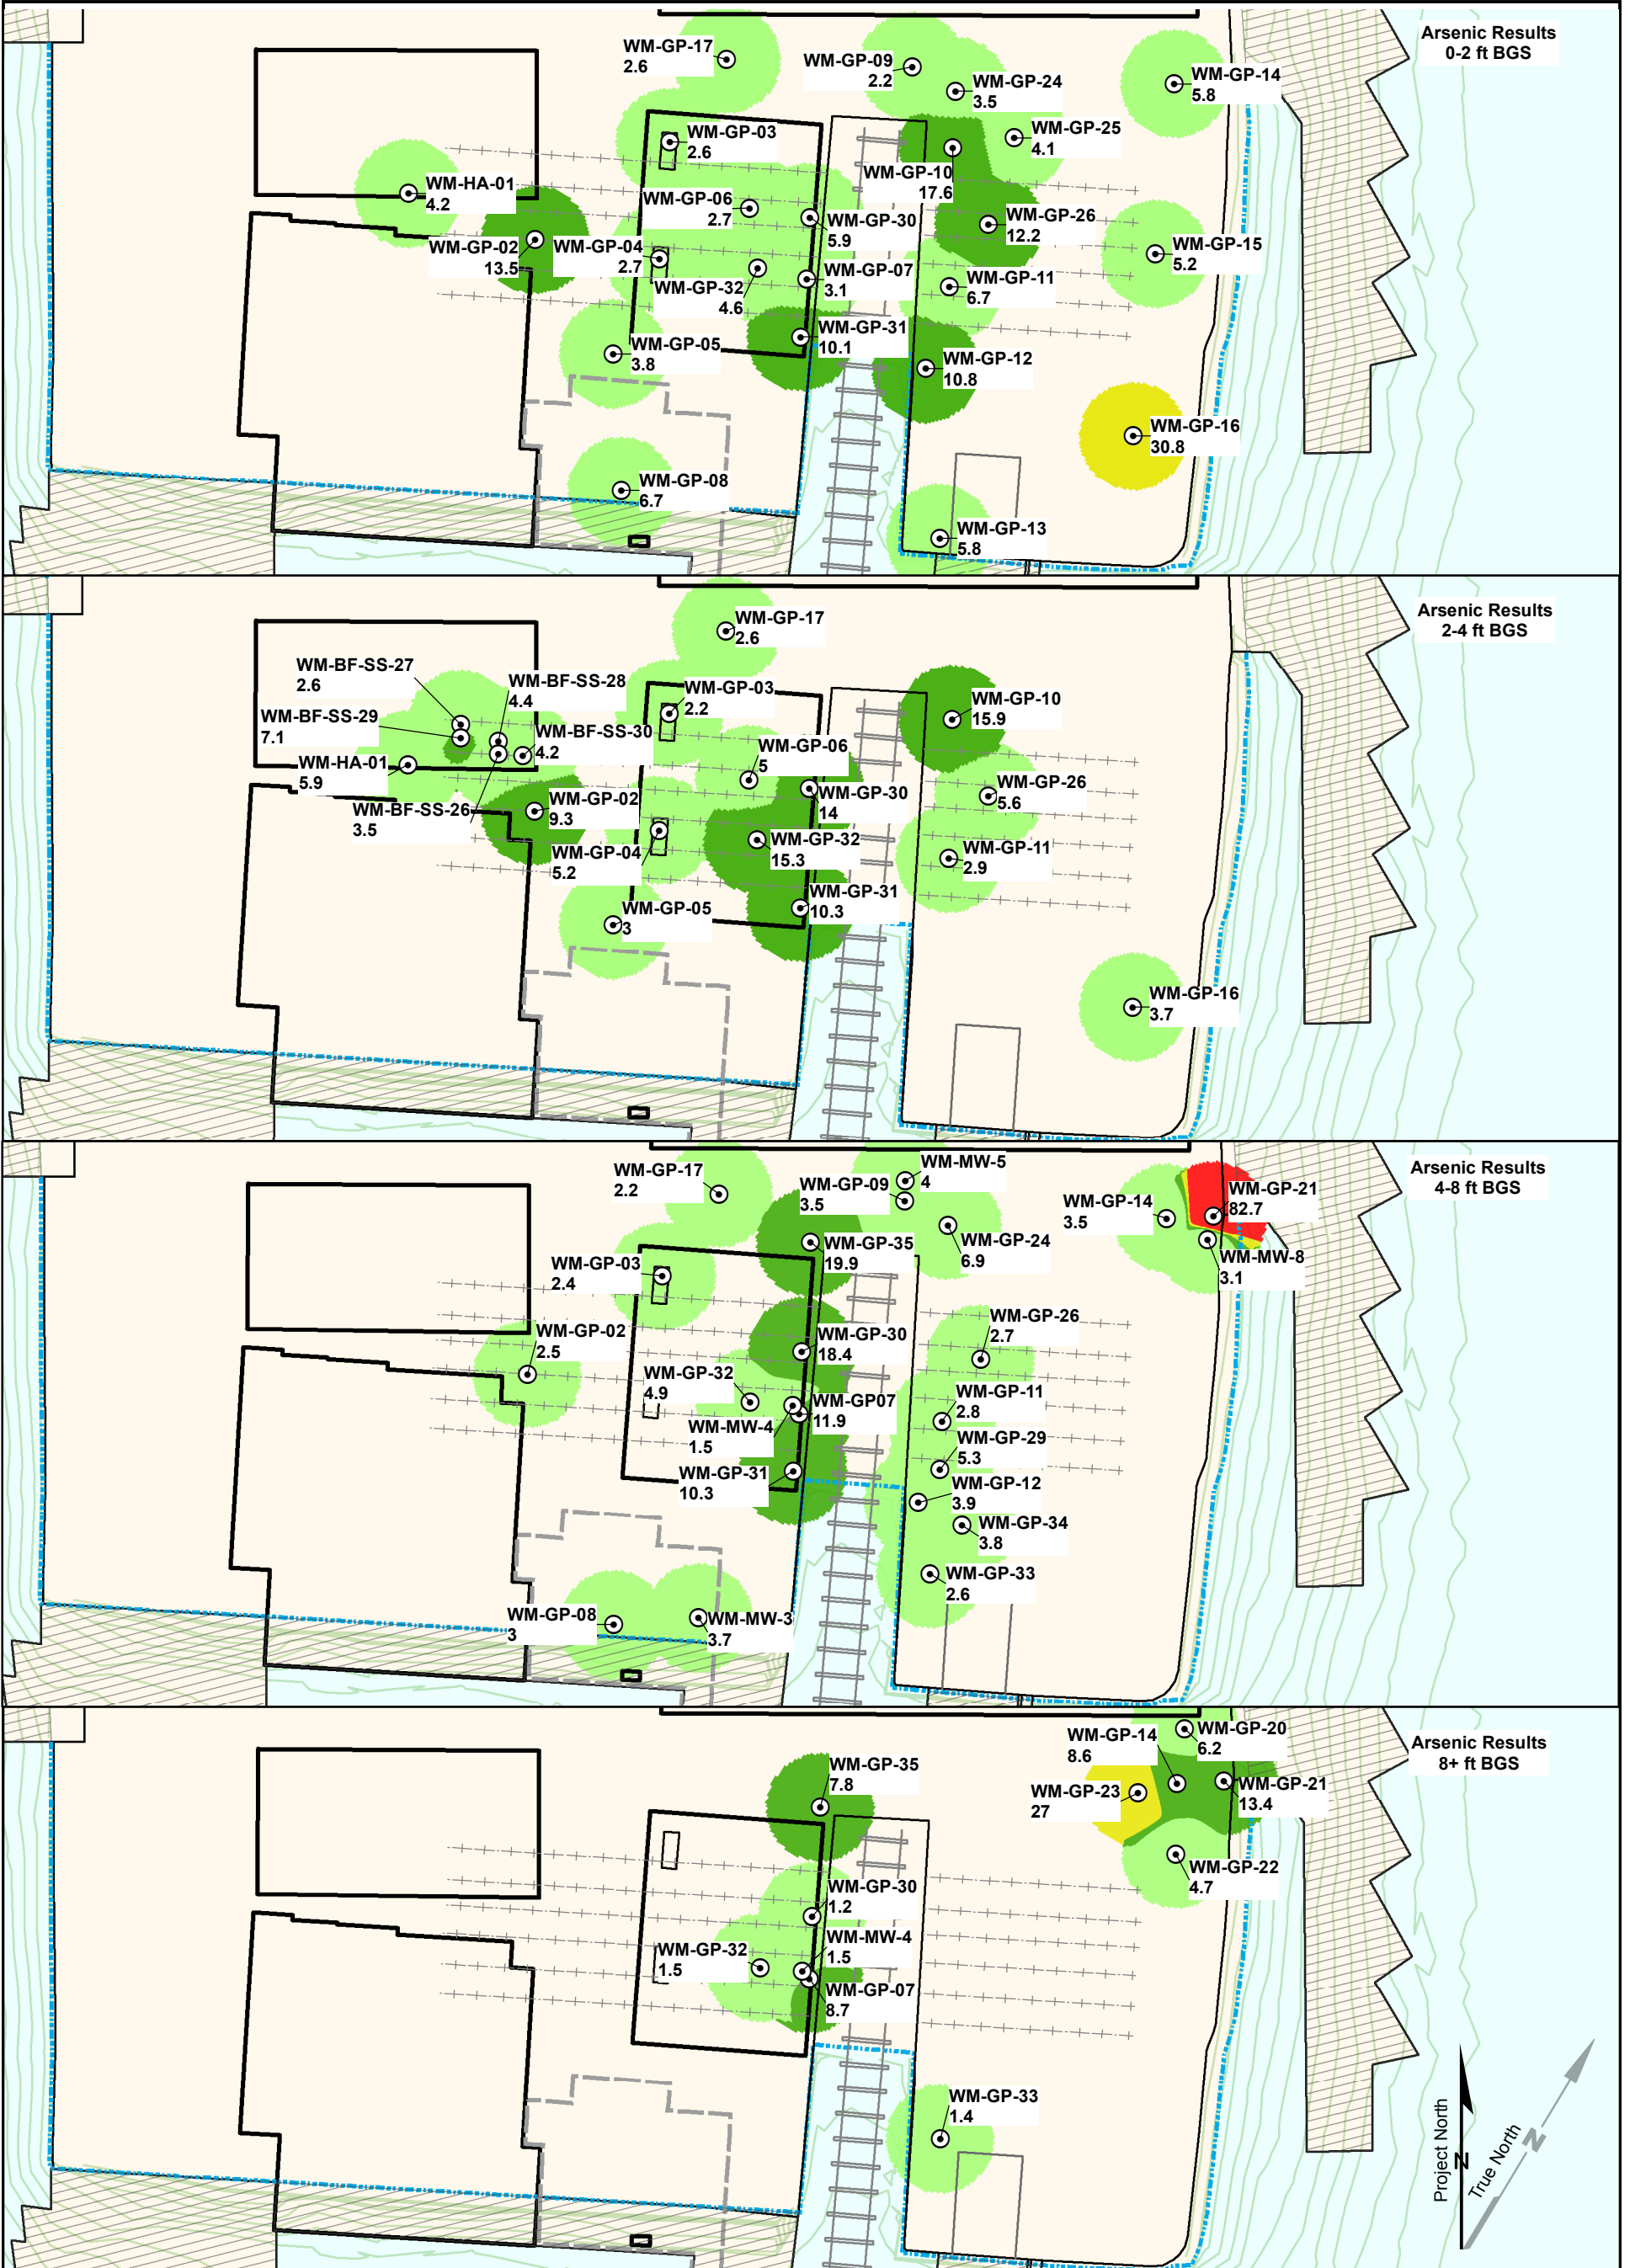 Arsenic Results
0-2 ft BGS
WM-GP-17
2.6
WM-GP-09
2.2
WM-GP-24
3.5
WM-GP-14
5.8
WM-GP-03
2.6
WM-GP-25
4.1
WM-GP-10
17.6
WM-HA-01
4.2
WM-GP-06
2.7
WM-GP-30
5.9
WM-GP-26
12.2
WM-GP-02
13.5
WM-GP-04
2.7
WM-GP-15
5.2
WM-GP-32
4.6
WM-GP-07
3.1
WM-GP-11
6.7
WM-GP-31
10.1
WM-GP-05
3.8
WM-GP-12
10.8
WM-GP-16
30.8
WM-GP-08
6.7
WM-GP-13
5.8
Arsenic Results
2-4 ft BGS
WM-GP-17
2.6
WM-BF-SS-27
2.6
WM-BF-SS-28
4.4
WM-GP-03
2.2
WM-GP-10
15.9
WM-BF-SS-29
7.1
WM-BF-SS-30
4.2
WM-GP-06
5
WM-HA-01
5.9
WM-GP-26
5.6
WM-GP-30
14
WM-BF-SS-26
3.5
WM-GP-02
9.3
WM-GP-32
15.3
WM-GP-04
5.2
WM-GP-11
2.9
WM-GP-31
10.3
WM-GP-05
3
WM-GP-16
3.7
Arsenic Results
4-8 ft BGS
WM-GP-17
2.2
WM-MW-5
4
WM-GP-09
3.5
WM-GP-14
3.5
WM-GP-21
82.7
WM-GP-35
19.9
WM-GP-24
6.9
WM-MW-8
3.1
WM-GP-03
2.4
WM-GP-26
2.7
WM-GP-02
2.5
WM-GP-30
18.4
WM-GP-32
4.9
WM-GP07
11.9
WM-GP-11
2.8
WM-MW-4
1.5
WM-GP-29
5.3
WM-GP-31
10.3
WM-GP-12
3.9
WM-GP-34
3.8
WM-GP-33
2.6
WM-GP-08
3
WM-MW-3
3.7
Arsenic Results
8+ ft BGS
WM-GP-20
6.2
WM-GP-14
8.6
WM-GP-35
7.8
WM-GP-23
27
WM-GP-21
13.4
WM-GP-22
4.7
WM-GP-30
1.2
WM-MW-4
1.5
WM-GP-32
1.5
WM-GP-07
8.7
WM-GP-33
1.4
Project North
N
True North
N